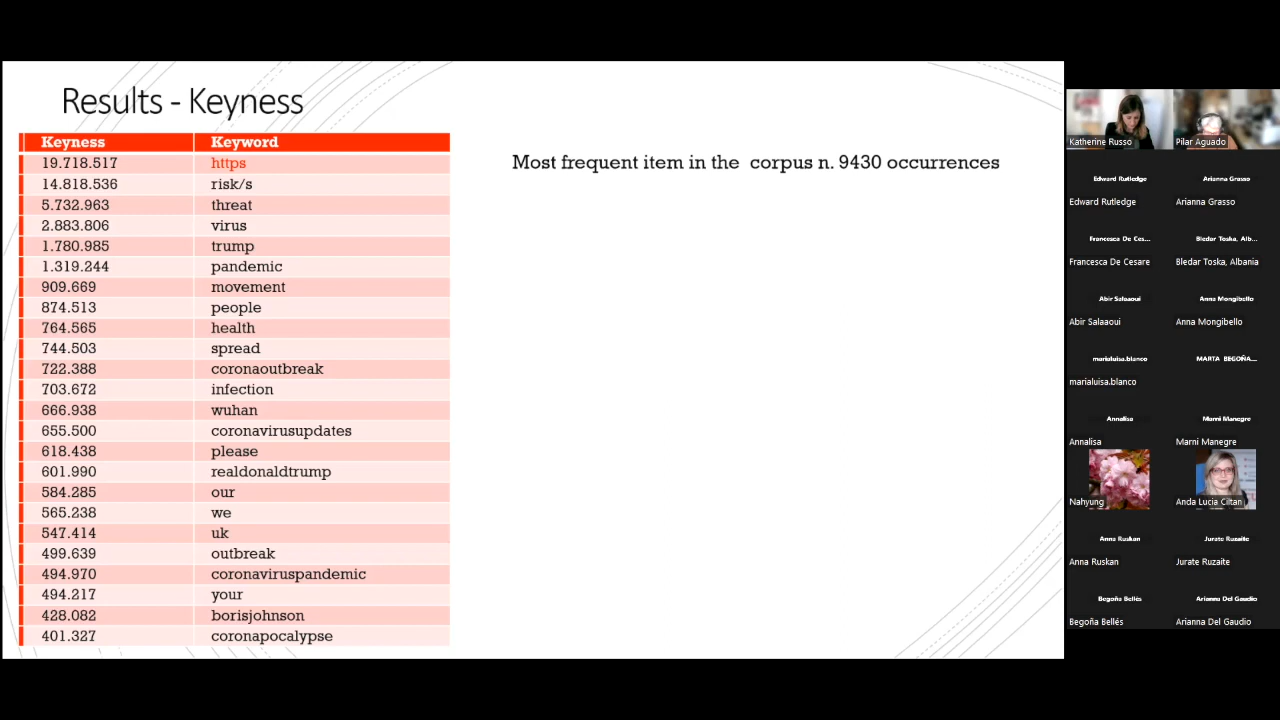 Results - Keyness
Keyness Keyword
19.718.517 https
14.818.536 risk/s
5.732.963 threat
2.883.806 virus
1.780.985 trump
1.319.244 pandemic
909.669 movement
874.513 people
764.565 health
744.503 spread
722.388 coronaoutbreak
703.672 infection
666.938 wuhan
655.500 coronavirusupdates
618.438 please
601.990 realdonaldtrump
584.285 our
565.238 we
547.414 uk
499.639 outbreak
494.970 coronaviruspandemic
494.217 your
428.082 borisjohnson
401.327 coronapocalypse
Most frequent item in the corpus n. 9430 occurrences
Katherine Russo Pilar Aguado
Edward Rutledge Arianna Grasso
Edward Rutledge Arianna Grasso
Francesca De Ces... Bledar Toska, Alb...
Francesca De Cesare Bledar Toska, Albania
Abir Salaaoui Anna Mongibello
Abir Salaaoui Anna Mongibello
marialuisa.blanco MARTA BEGOÑA...
marialuisa.blanco
Annalisa Marni Manegre
Annalisa Marni Manegre
Nahyung Anda Lucia Ciltan
Anna Ruskan Jurate Ruzaite
Anna Ruskan Jurate Ruzaite
Begoña Bellés Arianna Del Gaudio
Begoña Bellés Arianna Del Gaudio